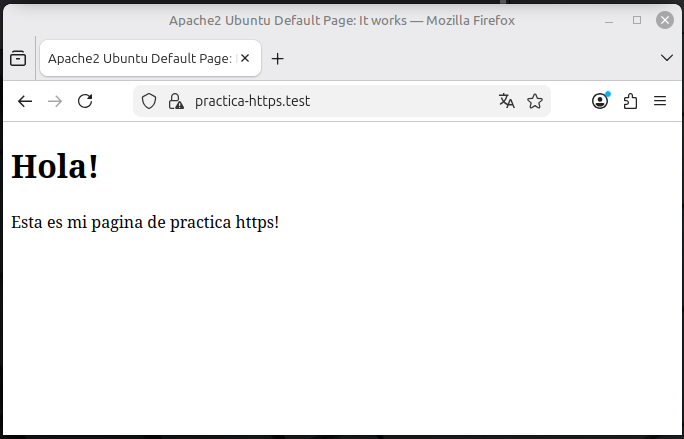 Apache2 Ubuntu Default Page: It works — Mozilla Firefox
Apache2 Ubuntu Default Page:
practica-https.test
Hola!
Esta es mi pagina de practica https!